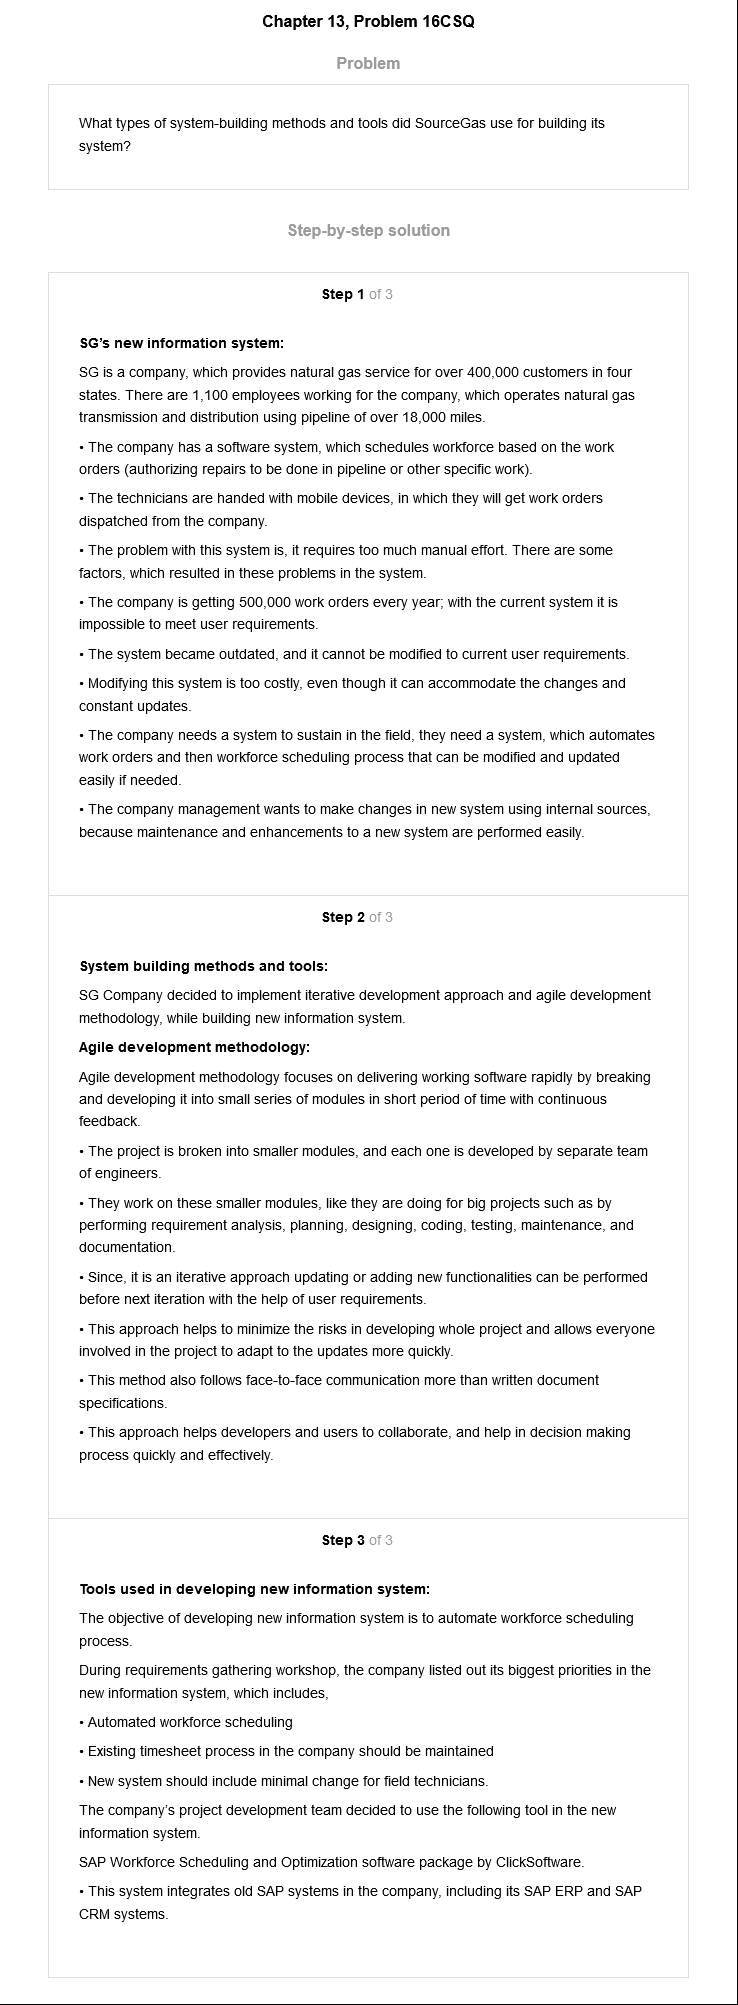 Chapter 13, Problem 16CSQ
Problem
What types of system-building methods and tools did SourceGas use for building its
system?
Step-by-step solution
Step 1 of 3
SG's new information system:
SG is a company, which provides natural gas service for over 400,000 customers in four
states. There are 1,100 employees working for the company, which operates natural gas
transmission and distribution using pipeline of over 18,000 miles.
• The company has a software system, which schedules workforce based on the work
orders (authorizing repairs to be done in pipeline or other specific work).
• The technicians are handed with mobile devices, in which they will get work orders
dispatched from the company.
• The problem with this system is, it requires too much manual effort. There are some
factors, which resulted in these problems in the system.
• The company is getting 500,000 work orders every year; with the current system it is
impossible to meet user requirements.
• The system became outdated, and it cannot be modified to current user requirements.
• Modifying this system is too costly, even though it can accommodate the changes and
constant updates.
• The company needs a system to sustain in the field, they need a system, which automates
work orders and then workforce scheduling process that can be modified and updated
easily if needed.
• The company management wants to make changes in new system using internal sources,
because maintenance and enhancements to a new system are performed easily.
Step 2 of 3
System building methods and tools:
SG Company decided to implement iterative development approach and agile development
methodology, while building new information system.
Agile development methodology:
Agile development methodology focuses on delivering working software rapidly by breaking
and developing it into small series of modules in short period of time with continuous
feedback.
• The project is broken into smaller modules, and each one is developed by separate team
of engineers.
• They work on these smaller modules, like they are doing for big projects such as by
performing requirement analysis, planning, designing, coding, testing, maintenance, and
documentation.
• Since, it is an iterative approach updating or adding new functionalities can be performed
before next iteration with the help of user requirements.
• This approach helps to minimize the risks in developing whole project and allows everyone
involved in the project to adapt to the updates more quickly.
• This method also follows face-to-face communication more than written document
specifications.
• This approach helps developers and users to collaborate, and help in decision making
process quickly and effectively.
Step 3 of 3
Tools used in developing new information system:
The objective of developing new information system is to automate workforce scheduling
process.
During requirements gathering workshop, the company listed out its biggest priorities in the
new information system, which includes,
• Automated workforce scheduling
• Existing timesheet process in the company should be maintained
• New system should include minimal change for field technicians.
The company's project development team decided to use the following tool in the new
information system.
SAP Workforce Scheduling and Optimization software package by ClickSoftware.
• This system integrates old SAP systems in the company, including its SAP ERP and SAP
CRM systems.